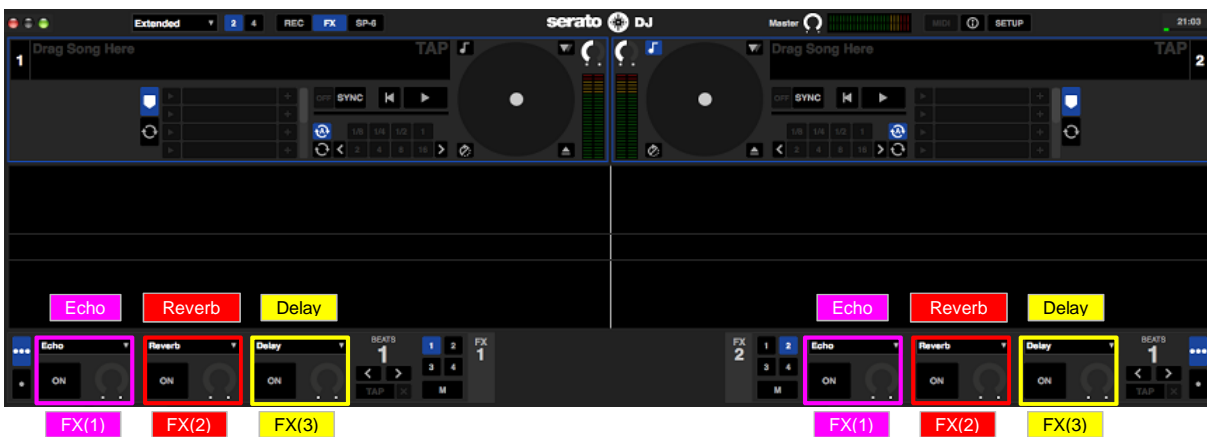 Extended 2 4 REC FX SP-6 serato DJ Master MIDI SETUP 21:03
1 Drag Song Here TAP Drag Song Here TAP 2
OFF SYNC OFF SYNC
1/8 1/4 1/2 1 1/8 1/4 1/2 1
2 4 8 16 2 4 8 16
Echo Reverb Delay Echo Reverb Delay
Echo Reverb Delay BEATS 1 1 2 FX 1 FX 2 1 2 Echo Reverb Delay BEATS 1
3 4 3 4
ON ON ON TAP M M ON ON ON TAP
FX(1) FX(2) FX(3) FX(1) FX(2) FX(3)